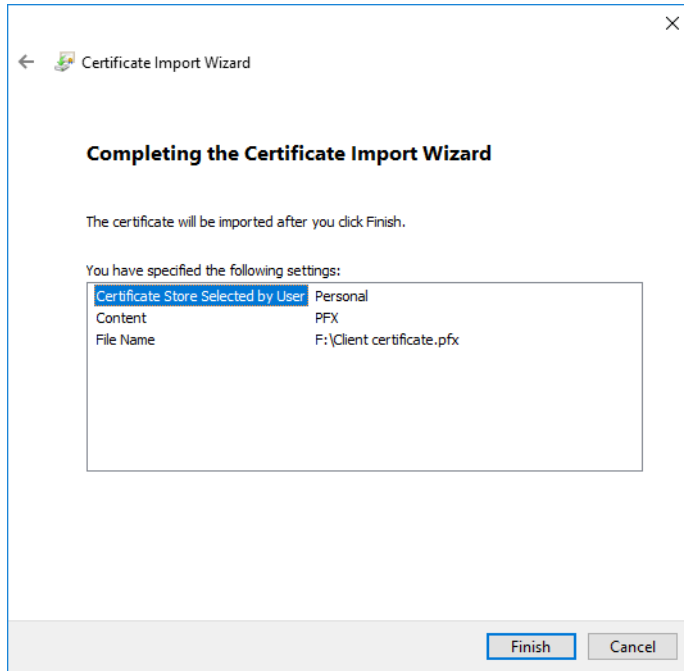 Certificate Import Wizard
Completing the Certificate Import Wizard
The certificate will be imported after you click Finish.
You have specified the following settings:
Certificate Store Selected by User Personal
Content PFX
File Name F:\Client certificate.pfx
Finish Cancel